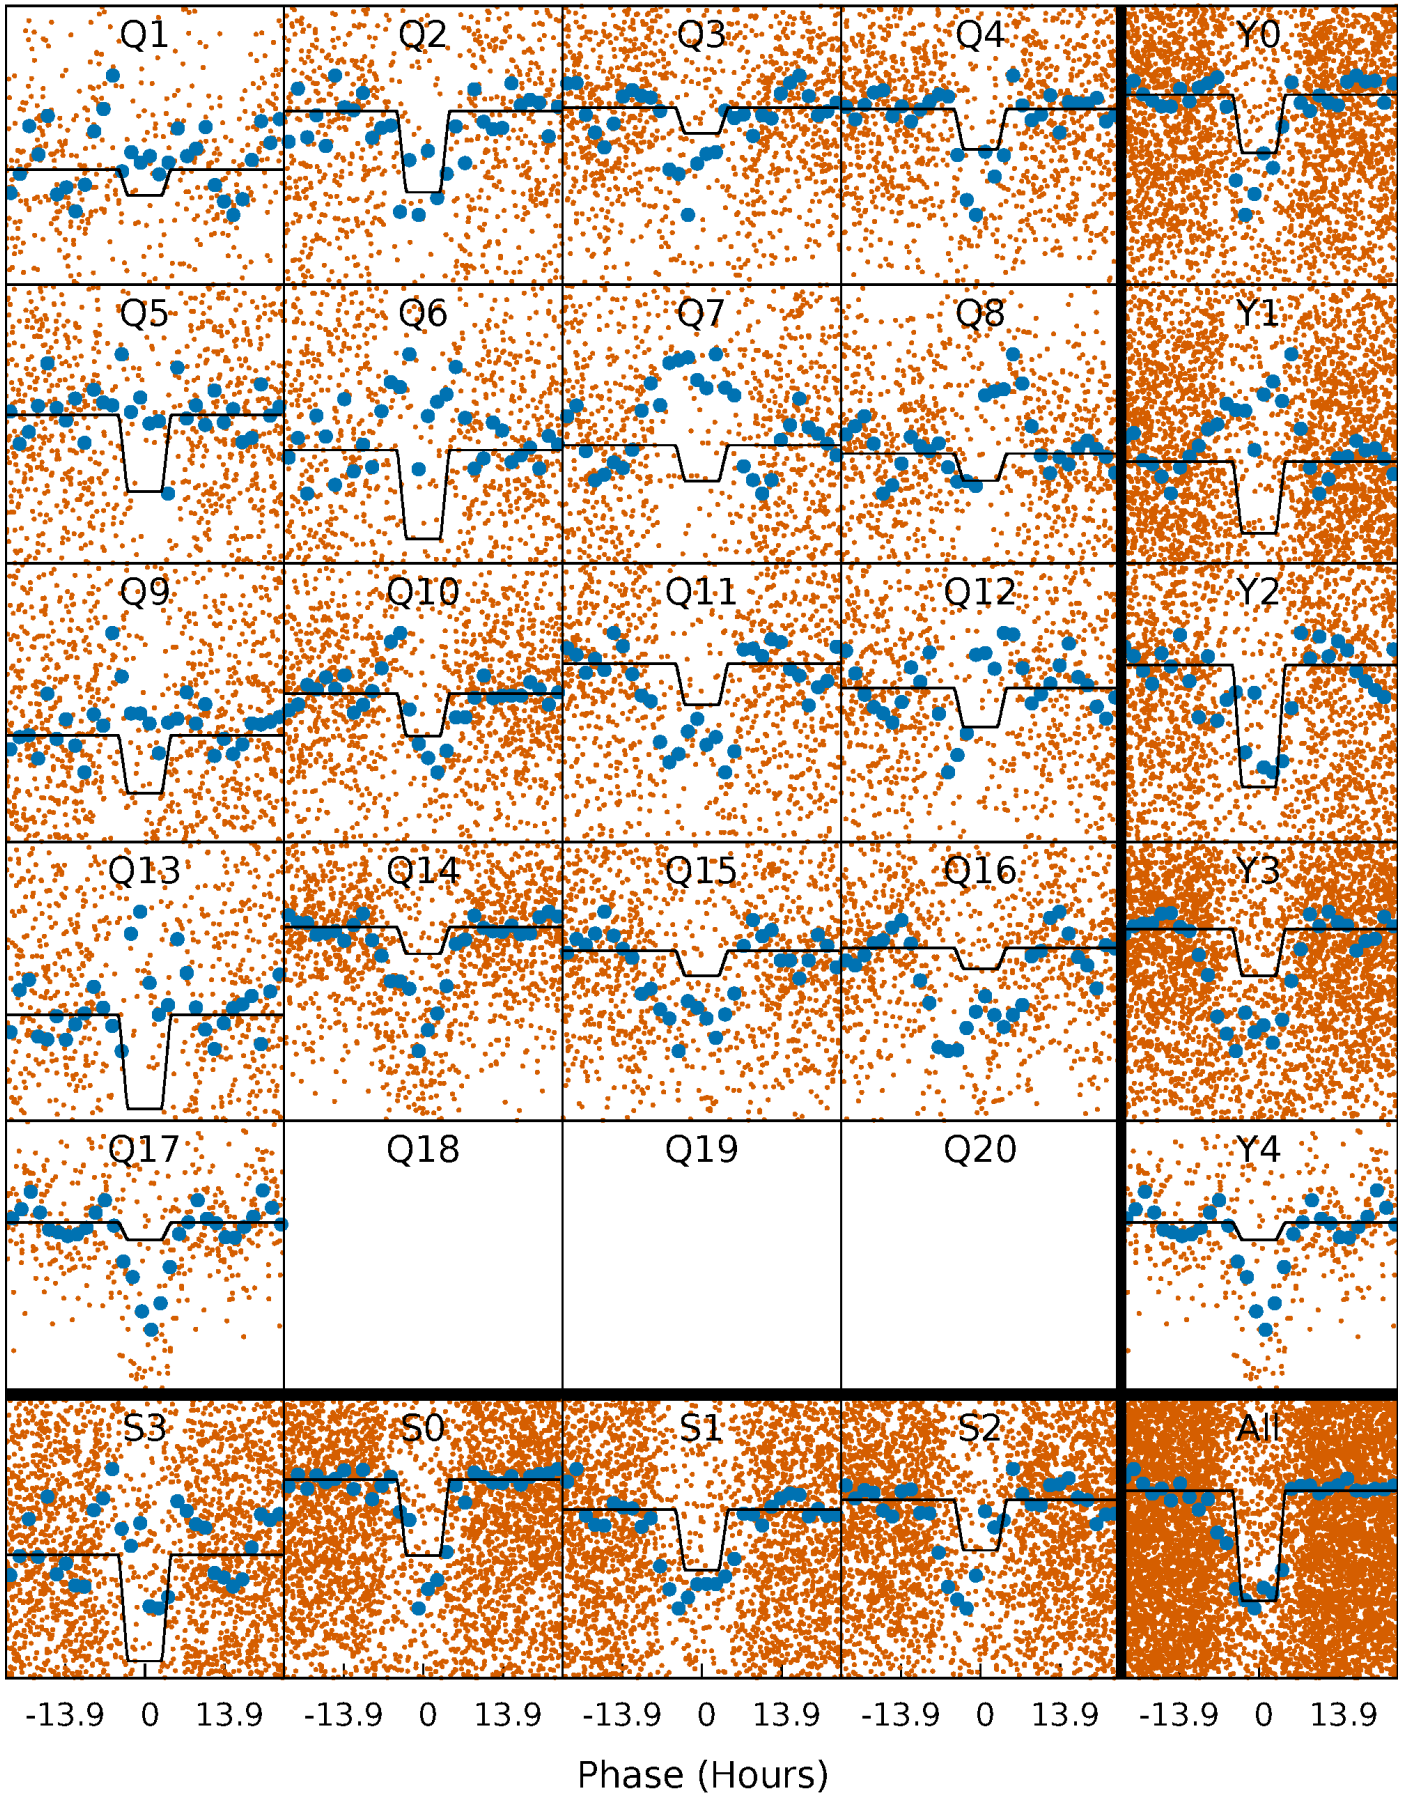 Q1 Q2 Q3 Q4 Y0
Q5 Q6 Q7 Q8 Y1
Q9 Q10 Q11 Q12 Y2
Q13 Q14 Q15 Q16 Y3
Q17 Q18 Q19 Q20 Y4
S3 S0 S1 S2 All
-13.9 0 13.9 -13.9 0 13.9 -13.9 0 13.9 -13.9 0 13.9 -13.9 0 13.9
Phase (Hours)